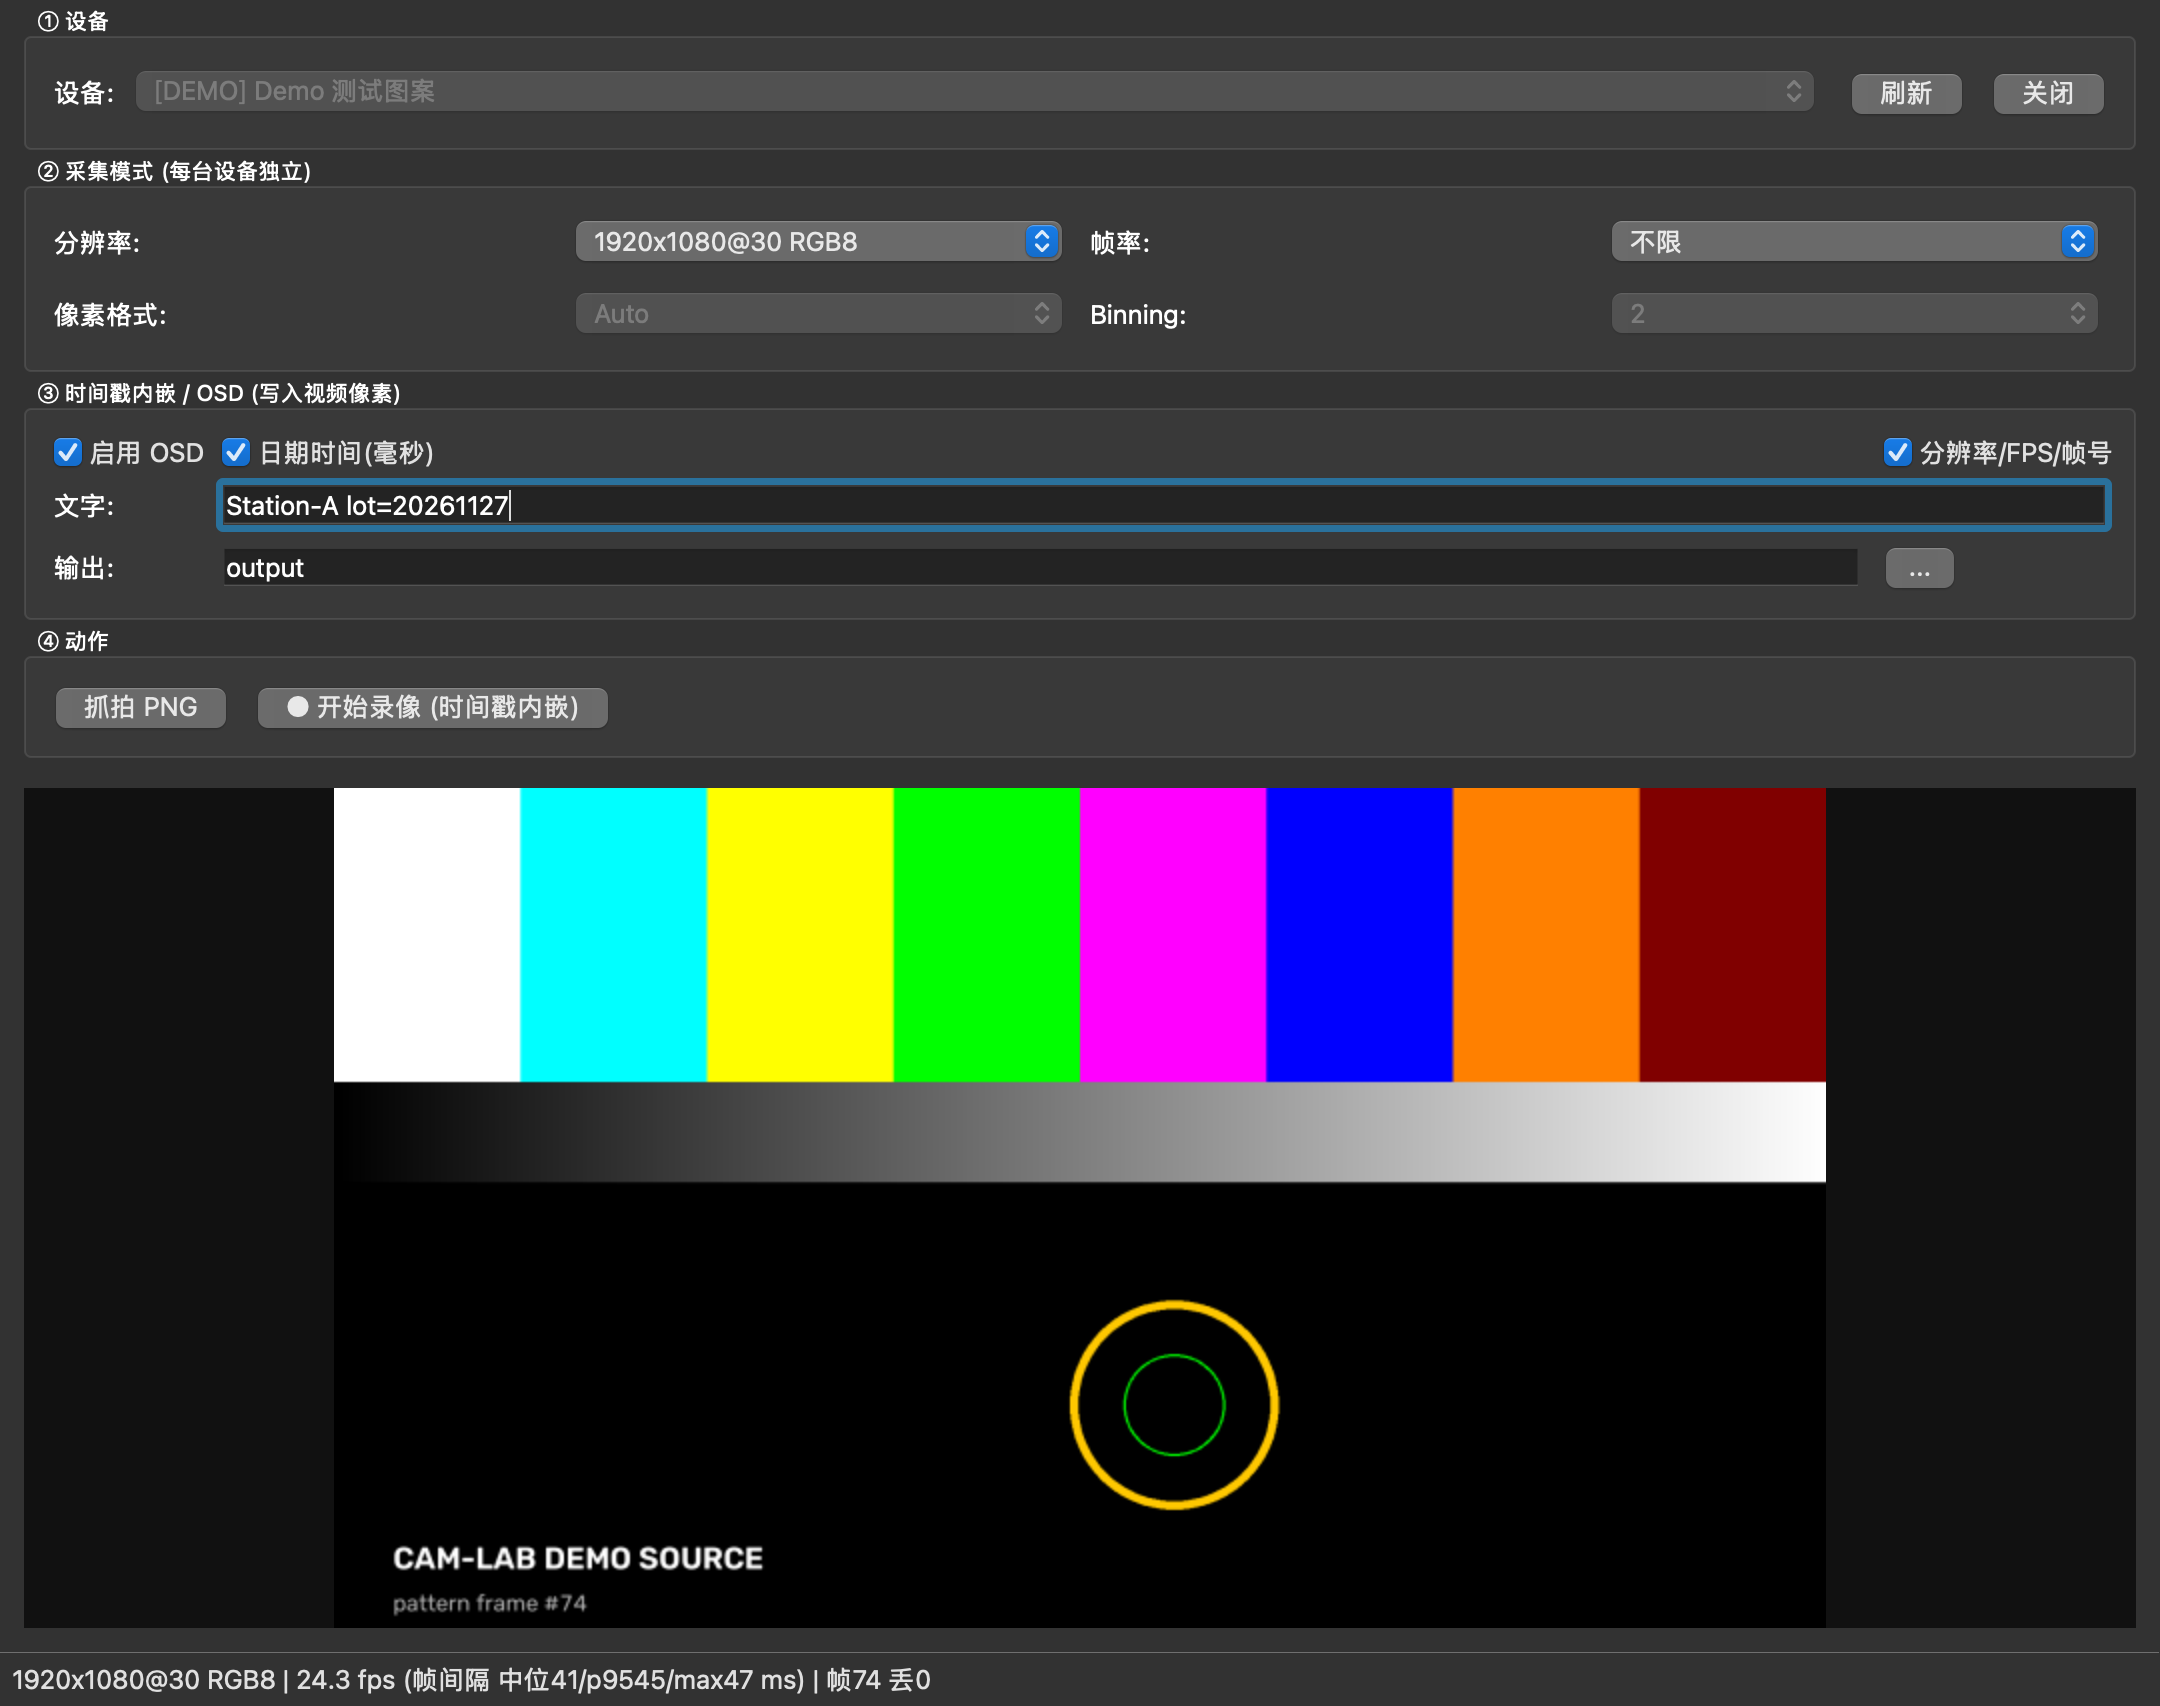 ① 设备
设备: [DEMO] Demo 测试图案 刷新 关闭
② 采集模式 (每台设备独立)
分辨率: 1920x1080@30 RGB8 帧率: 不限
像素格式: Auto Binning: 2
③ 时间戳内嵌 / OSD (写入视频像素)
启用 OSD 日期时间(毫秒) 分辨率/FPS/帧号
文字: Station-A lot=20261127
输出: output ...
④ 动作
抓拍 PNG ● 开始录像 (时间戳内嵌)
CAM-LAB DEMO SOURCE
pattern frame #74
1920x1080@30 RGB8 | 24.3 fps (帧间隔 中位41/p9545/max47 ms) | 帧74 丢0